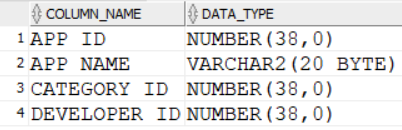 COLUMN_NAME DATA_TYPE
1 APP ID NUMBER(38,0)
2 APP NAME VARCHAR2(20 BYTE)
3 CATEGORY ID NUMBER(38,0)
4 DEVELOPER ID NUMBER(38,0)